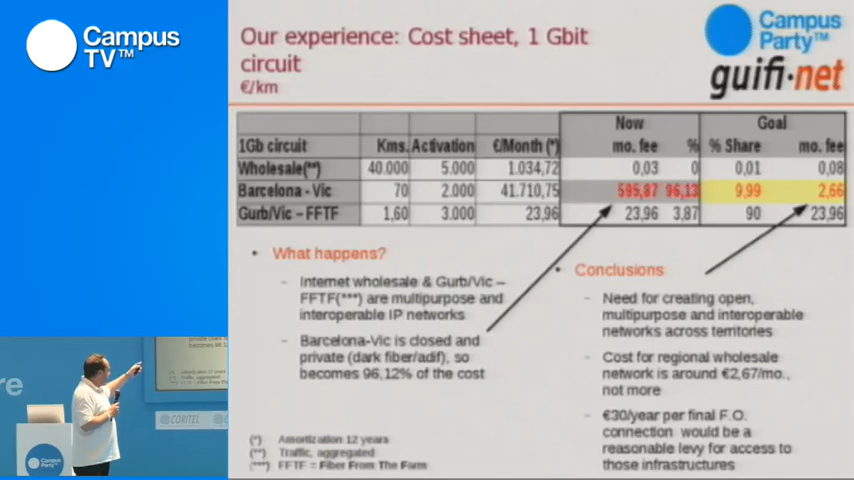 Campus
TV™
Our experience: Cost sheet, 1 Gbit
circuit
€/km
Campus
Party™
guifi·net
Now Goal
1Gb circuit Kms. Activation €/Month (*) mo. fee % % Share mo. fee
Wholesale(**) 40.000 5.000 1.034,72 0,03 0 0,01 0,08
Barcelona - Vic 70 2.000 41.710,75 595,87 96,13 9,99 2,66
Gurb/Vic – FFTF 1,60 3.000 23,96 23,96 3,87 90 23,96
• What happens?
– Internet wholesale & Gurb/Vic –
FFTF(***) are multipurpose and
interoperable IP networks
– Barcelona-Vic is closed and
private (dark fiber/adif), so
becomes 96,12% of the cost
• Conclusions
– Need for creating open,
multipurpose and interoperable
networks across territories
– Cost for regional wholesale
network is around €2,67/mo.,
not more
– €30/year per final F.O.
connection would be a
reasonable levy for access to
those infrastructures
(*) Amortization 12 years
(**) Traffic, aggregated
(***) FFTF = Fiber From The Farm
becomes 96,12%
CORITEL
Campus
Party™